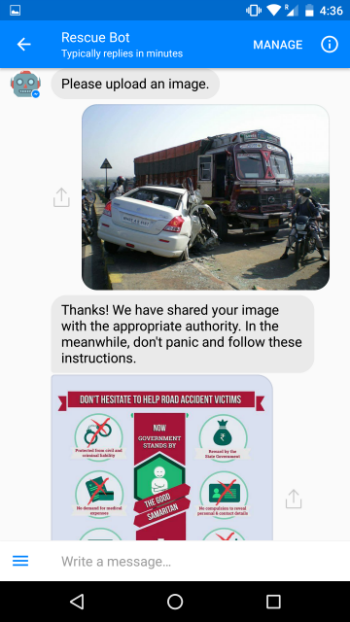 4:36
Rescue Bot
Typically replies in minutes
MANAGE
Please upload an image.
Thanks! We have shared your image
with the appropriate authority. In the
meanwhile, don't panic and follow these
instructions.
DON'T HESITATE TO HELP ROAD ACCIDENT VICTIMS
NOW
GOVERNMENT
STANDS BY
THE GOOD
SAMARITAN
Protected from civil and
criminal liability
Reward by the
State Government
No demand for medical
expenses
No compulsion to reveal
personal & contact details
Write a message...